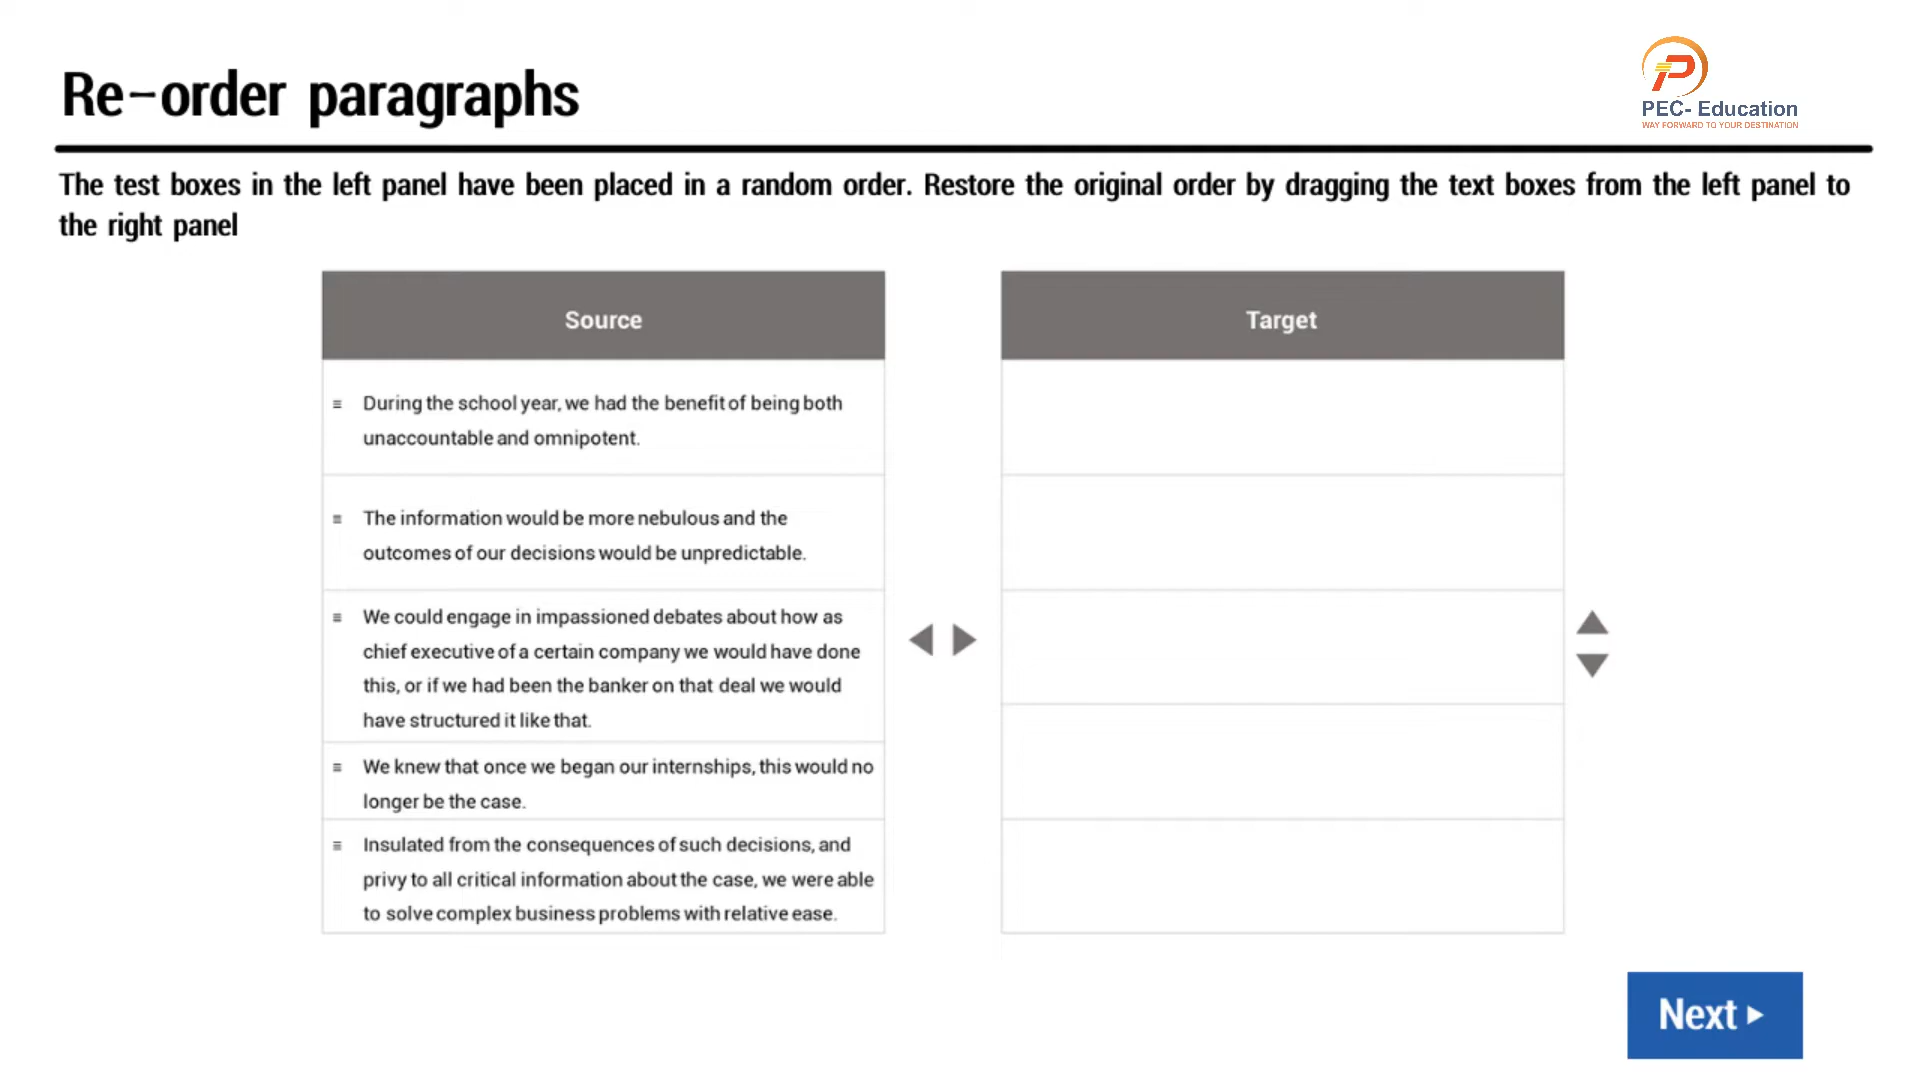 Re-order paragraphs
PEC- Education
WAY FORWARD TO YOUR DESTINATION
The test boxes in the left panel have been placed in a random order. Restore the original order by dragging the text boxes from the left panel to
the right panel
Source
During the school year, we had the benefit of being both
unaccountable and omnipotent.
The information would be more nebulous and the
outcomes of our decisions would be unpredictable.
We could engage in impassioned debates about how as
chief executive of a certain company we would have done
this, or if we had been the banker on that deal we would
have structured it like that.
We knew that once we began our internships, this would no
longer be the case.
Insulated from the consequences of such decisions, and
privy to all critical information about the case, we were able
to solve complex business problems with relative ease.
Target
Next